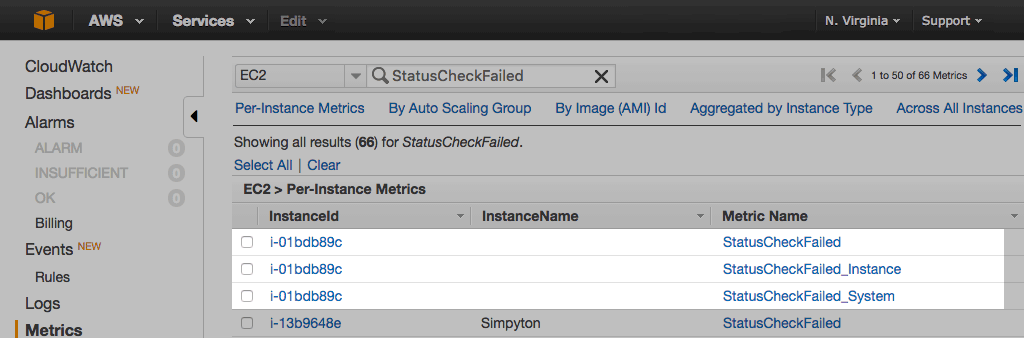 AWS Services Edit N. Virginia Support
CloudWatch
Dashboards NEW
Alarms
ALARM 0
INSUFFICIENT 0
OK 0
Billing
Events NEW
Rules
Logs
Metrics
EC2 StatusCheckFailed 1 to 50 of 66 Metrics
Per-Instance Metrics By Auto Scaling Group By Image (AMI) Id Aggregated by Instance Type Across All Instances
Showing all results (66) for StatusCheckFailed.
Select All | Clear
EC2 > Per-Instance Metrics
InstanceId InstanceName Metric Name
i-01bdb89c StatusCheckFailed
i-01bdb89c StatusCheckFailed_Instance
i-01bdb89c StatusCheckFailed_System
i-13b9648e Simpyton StatusCheckFailed